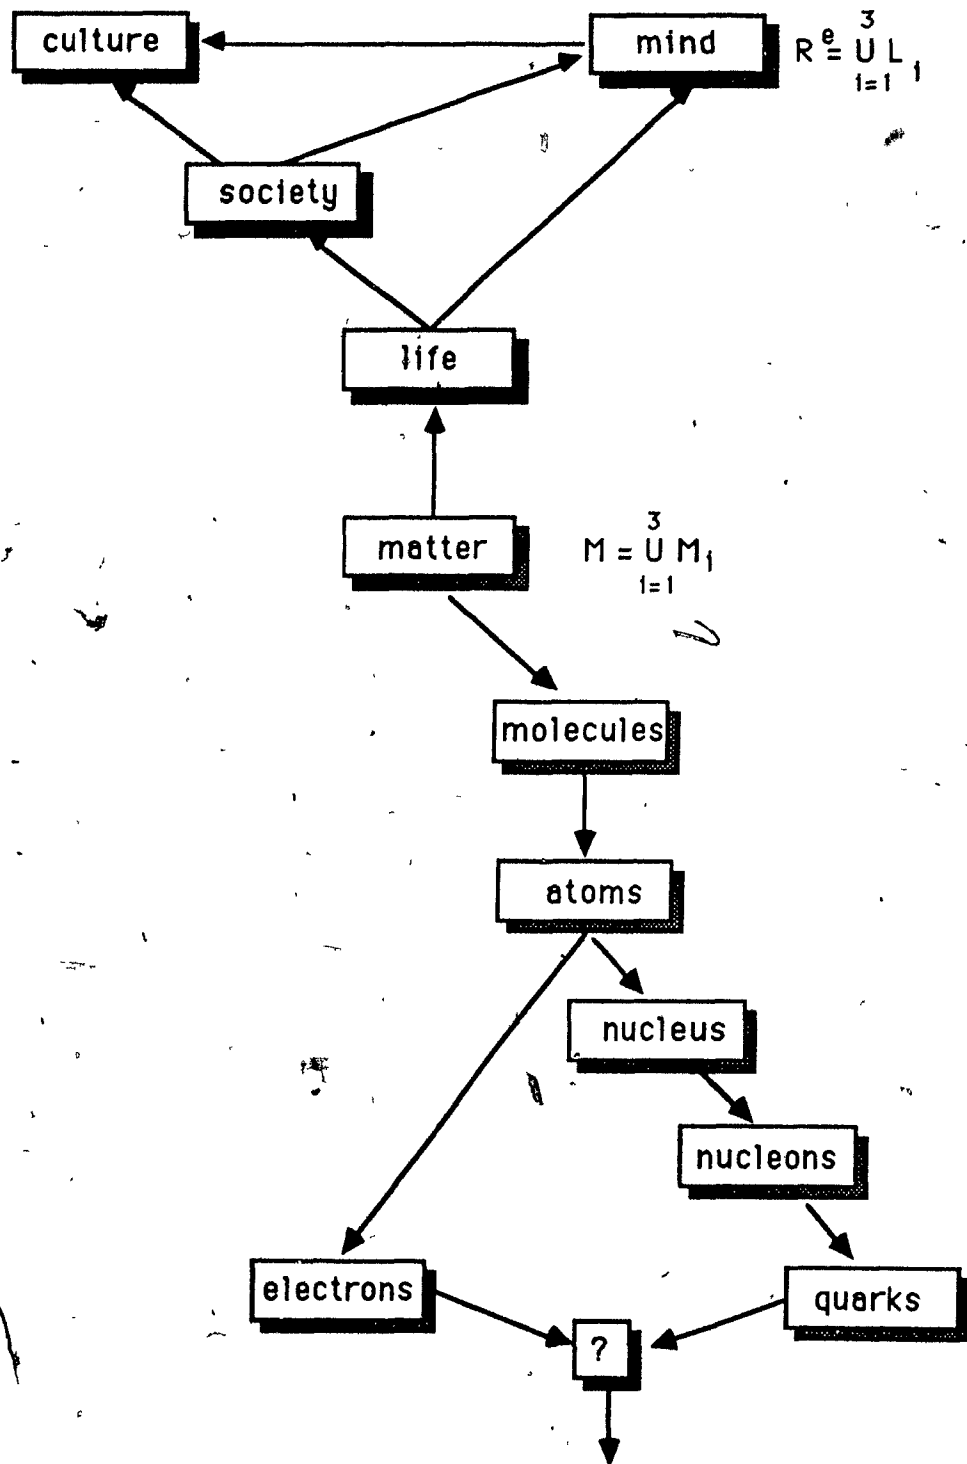 culture
mind
3
R e = U L i
i=1
society
life
matter
3
M = U M i
i=1
molecules
atoms
nucleus
nucleons
electrons
quarks
?